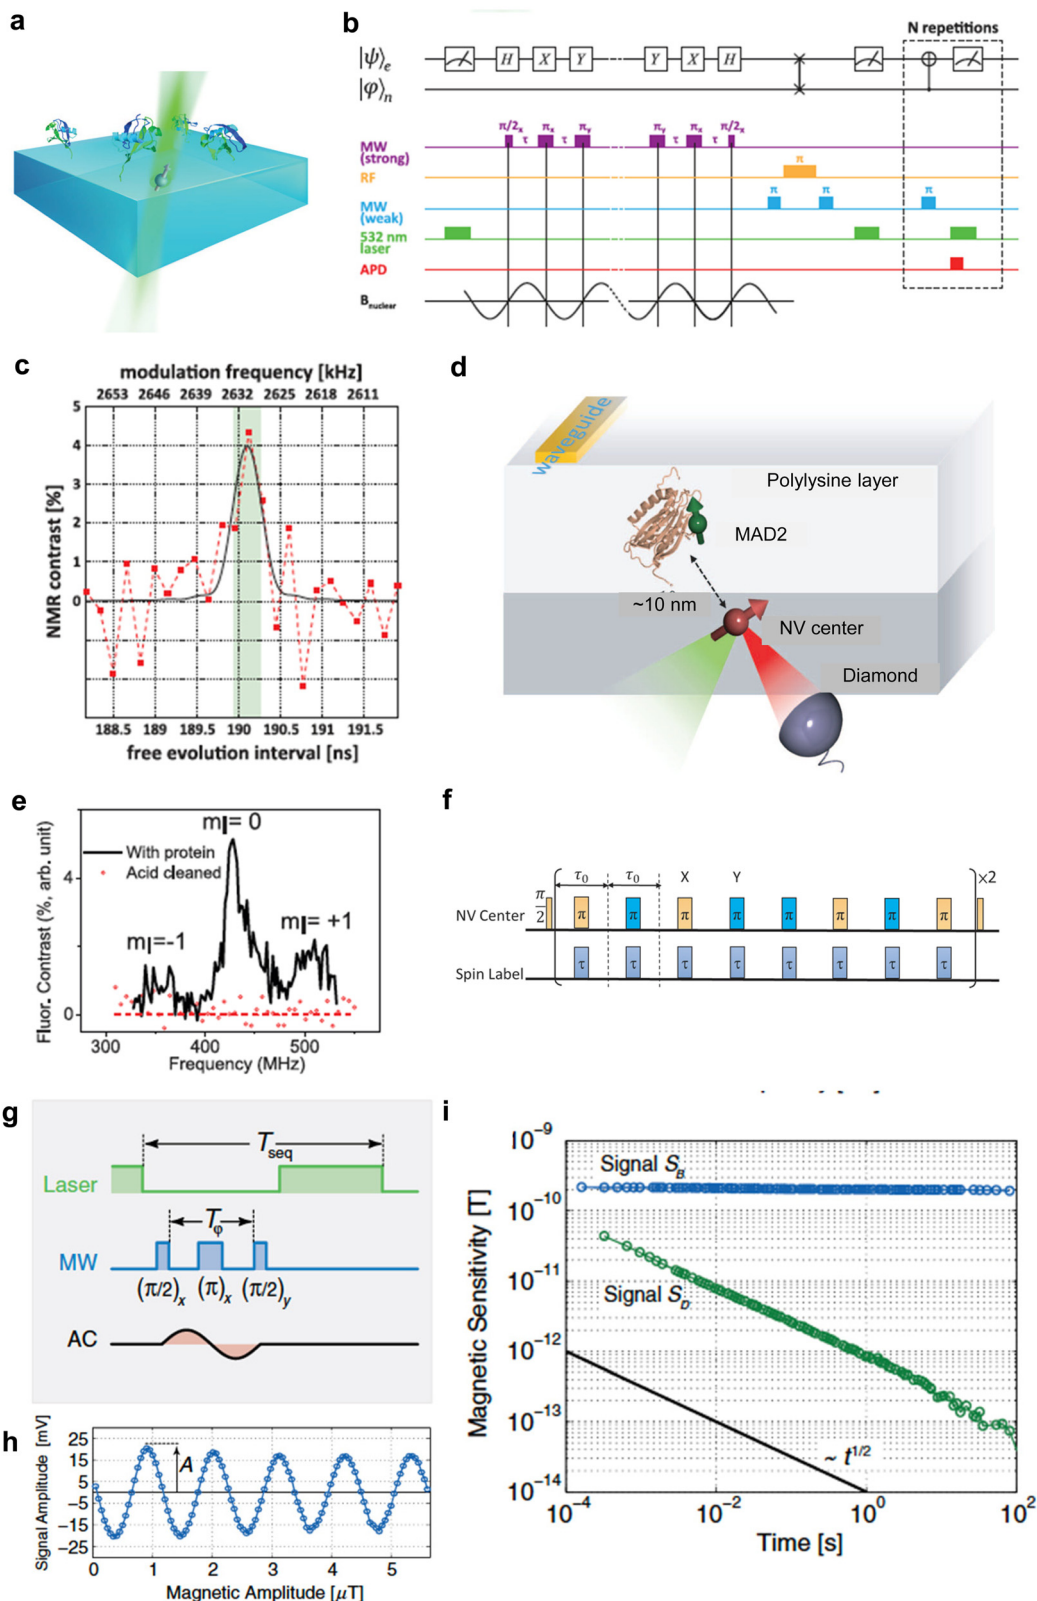 a
b
N repetitions
|ψ⟩e
H
X
Y
Y
X
H
|φ⟩n
π/2x
τ
πx
τ
πy
πy
τ
πx
τ
π/2x
MW
(strong)
π
RF
π
π
π
MW
(weak)
532 nm
laser
APD
Bnuclear
c
modulation frequency [kHz]
2653 2646 2639 2632 2625 2618 2611
5
4
3
2
1
0
NMR contrast [%]
188.5 189 189.5 190 190.5 191 191.5
free evolution interval [ns]
d
waveguide
Polylysine layer
MAD2
~10 nm
NV center
Diamond
e
mI= 0
With protein
Acid cleaned
mI=-1
mI= +1
4
0
Fluor. Contrast (%, arb. unit)
300 400 500
Frequency (MHz)
f
τ0
τ0
X
Y
×2
NV Center
π
2
π
π
π
π
π
π
π
π
Spin Label
τ
τ
τ
τ
τ
τ
τ
τ
g
Tseq
Laser
Tφ
MW
(π/2)x
(π)x
(π/2)y
AC
h
25
15
5
−5
−15
−25
Signal Amplitude [mV]
A
0 1 2 3 4 5
Magnetic Amplitude [μT]
i
10−9
10−10
10−11
10−12
10−13
10−14
Magnetic Sensitivity [T]
Signal SB
Signal SD
~ t1/2
10−4 10−2 100 102
Time [s]